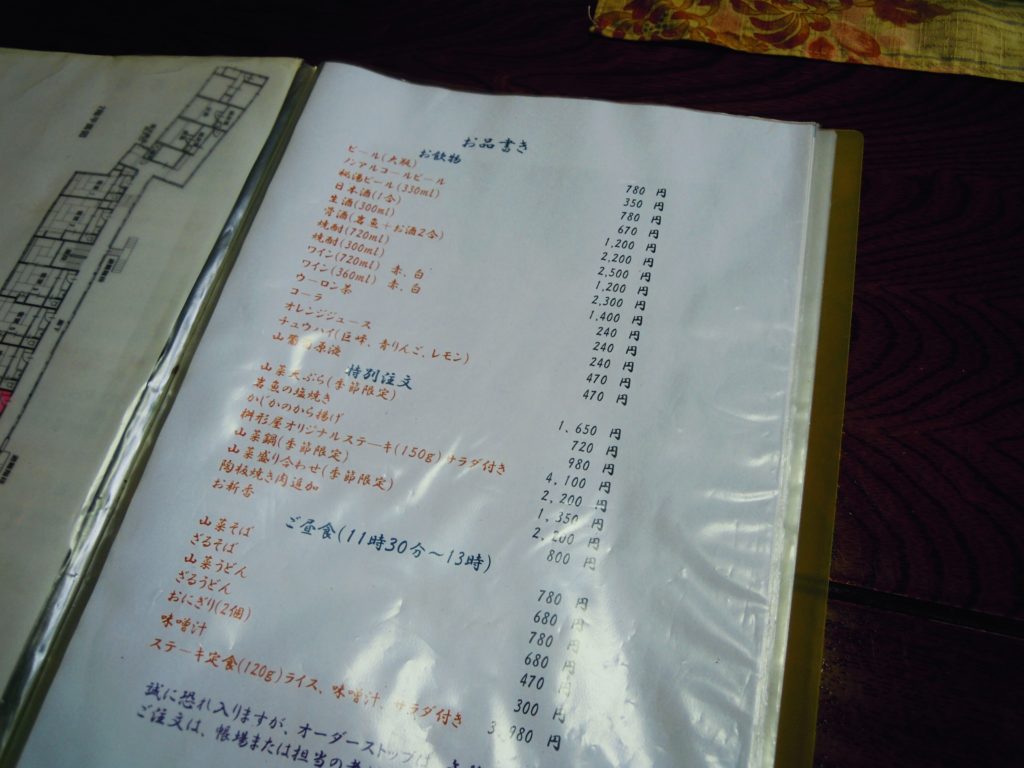 お品書き
お飲物
ビール(大瓶) 780 円
ノンアルコールビール 350 円
秘湯ビール(330ml) 780 円
日本酒(1合) 670 円
生酒(300ml) 1,200 円
骨酒(岩魚+お酒2合) 2,200 円
焼酎(720ml) 2,500 円
焼酎(300ml) 1,200 円
ワイン(720ml) 赤、白 2,300 円
ワイン(360ml) 赤、白 1,400 円
ウーロン茶 240 円
コーラ 240 円
オレンジジュース 240 円
チュウハイ(巨峰、青りんご、レモン) 470 円
山葡萄原液 470 円
特別注文
山菜天ぷら(季節限定) 1,650 円
岩魚の塩焼き 720 円
かじかのから揚げ 980 円
桝形屋オリジナルステーキ(150g)サラダ付き 4,100 円
山菜鍋(季節限定) 2,200 円
山菜盛り合わせ(季節限定) 1,350 円
陶板焼き肉追加 2,200 円
お新香 800 円
ご昼食(11時30分〜13時)
山菜そば 780 円
ざるそば 680 円
山菜うどん 780 円
ざるうどん 680 円
おにぎり(2個) 470 円
味噌汁 300 円
ステーキ定食(120g)ライス、味噌汁、サラダ付き 3,980 円
誠に恐れ入りますが、オーダーストップは
ご注文は、帳場または担当の者